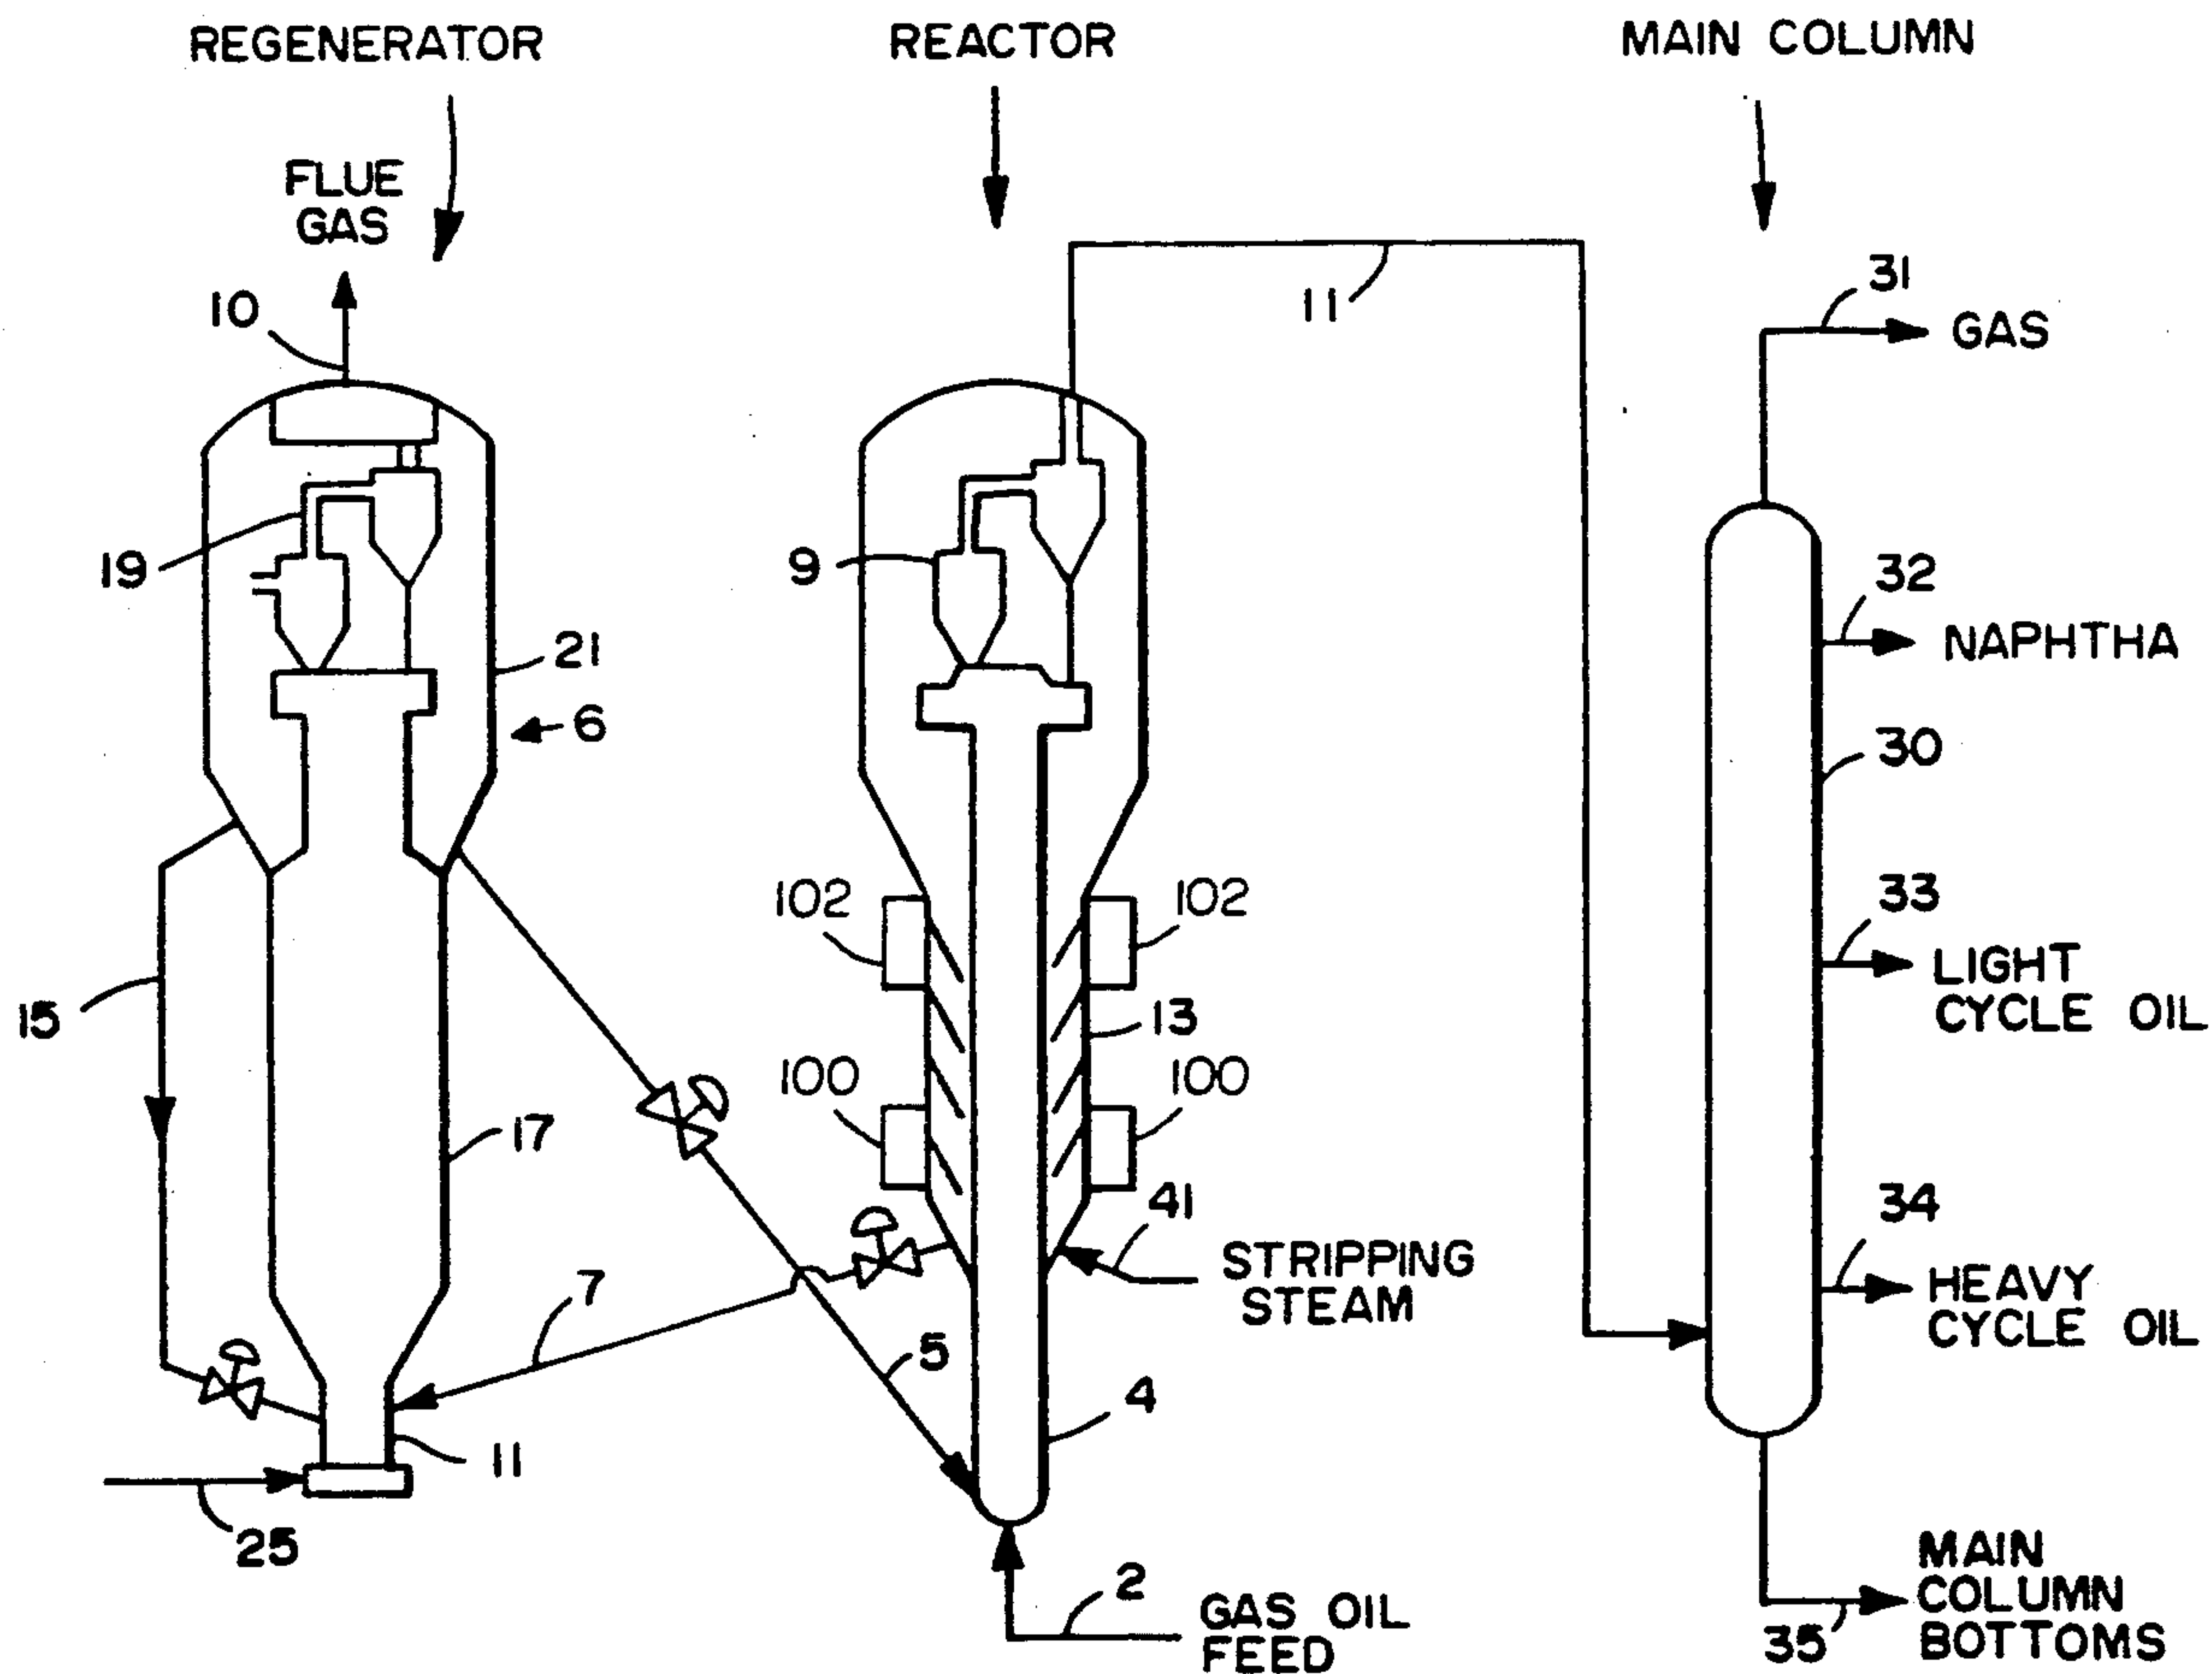 REGENERATOR
REACTOR
MAIN COLUMN
FLUE
GAS
10
11
31
GAS
19
9
32
NAPHTHA
21
6
30
102
102
33
LIGHT
CYCLE OIL
15
13
100
100
17
41
STRIPPING
STEAM
34
HEAVY
CYCLE OIL
7
5
4
11
25
2
GAS OIL
FEED
MAIN
COLUMN
BOTTOMS
35